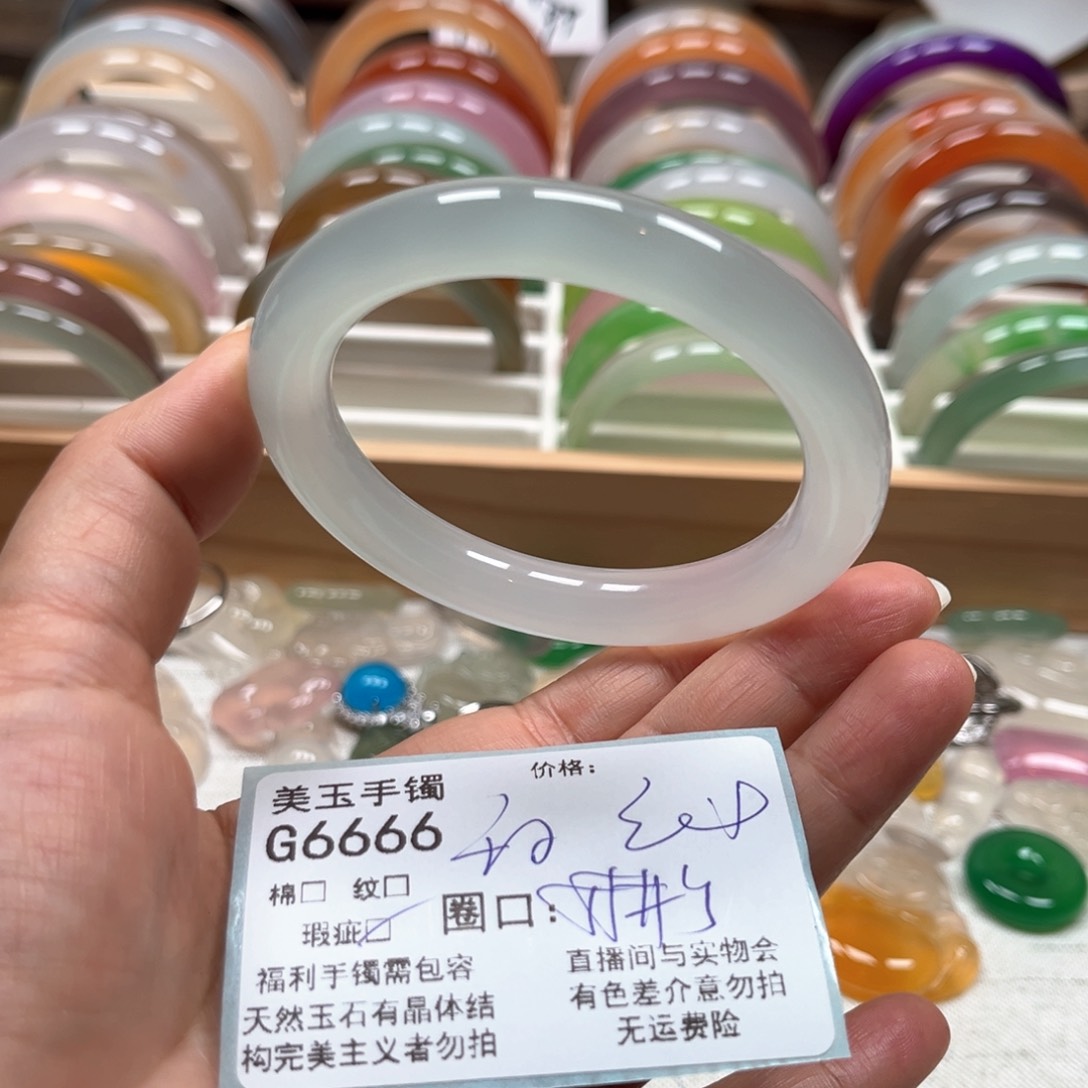 美玉手镯
价格:
G6666
棉□ 纹□
瑕疵□
圈口:
福利手镯需包容
天然玉石有晶体结
构完美主义者勿拍
直播间与实物会
有色差介意勿拍
无运费险